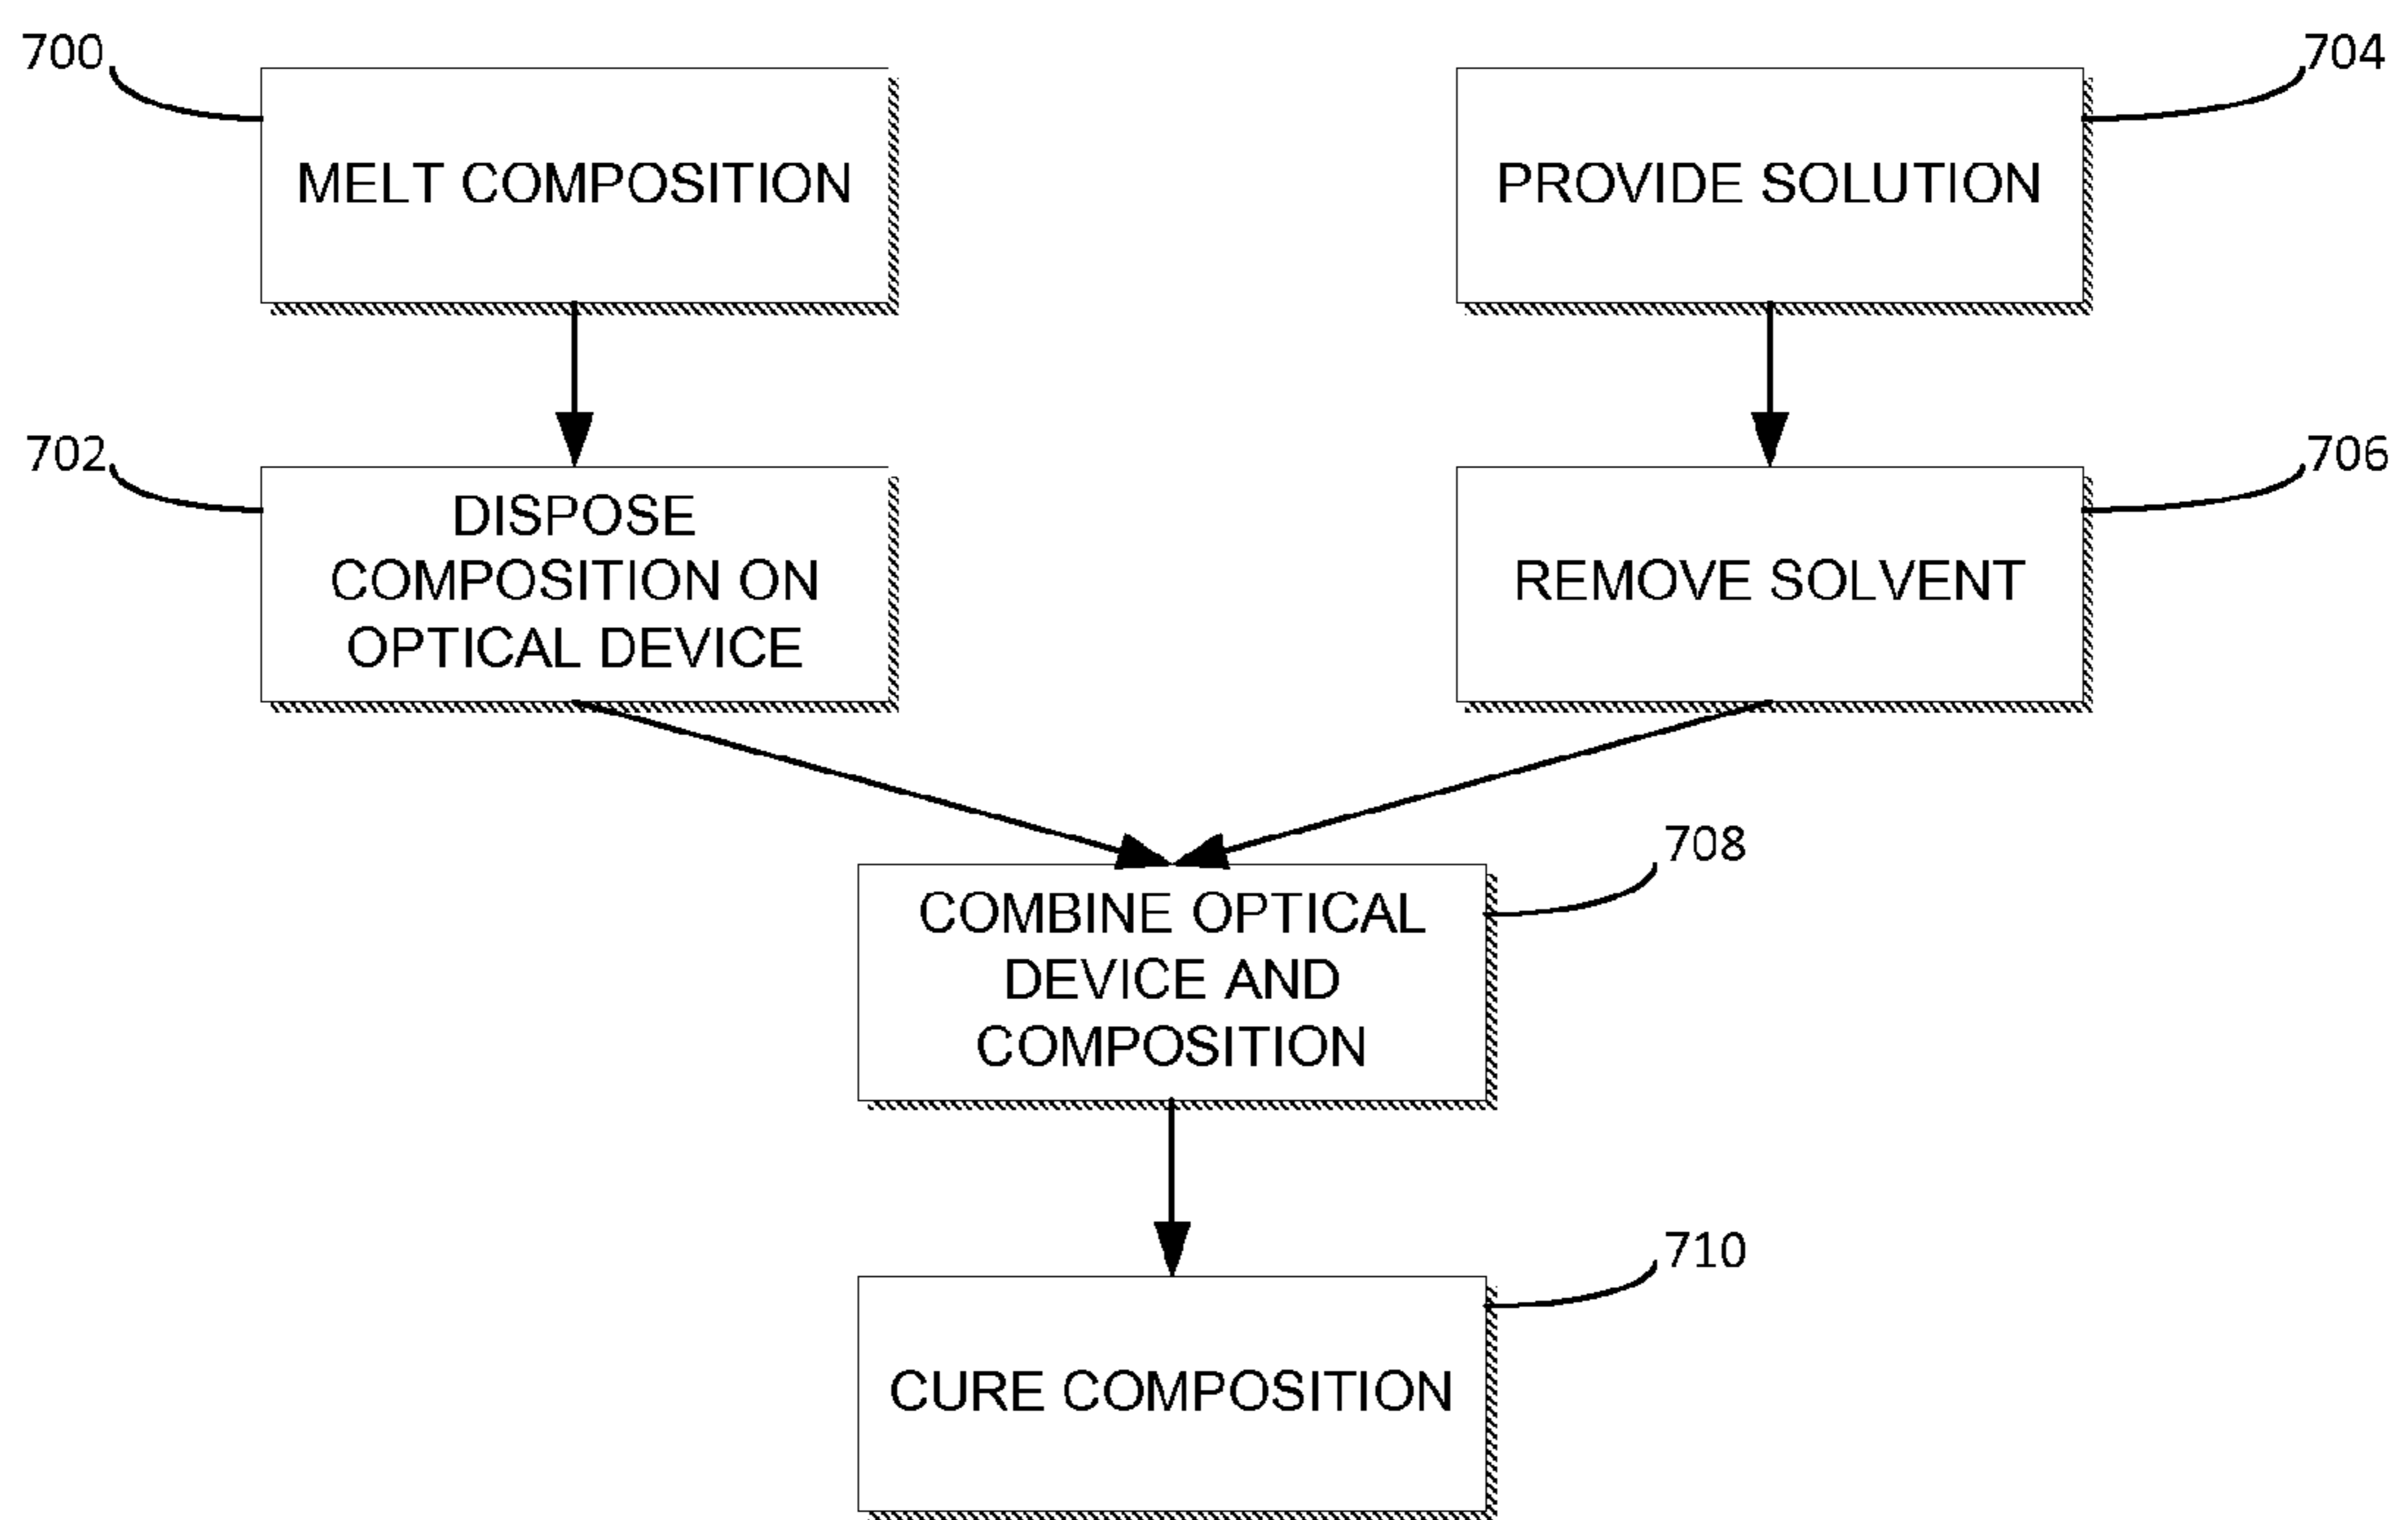 700
704
MELT COMPOSITION
PROVIDE SOLUTION
702
706
DISPOSE
COMPOSITION ON
OPTICAL DEVICE
REMOVE SOLVENT
708
COMBINE OPTICAL
DEVICE AND
COMPOSITION
710
CURE COMPOSITION